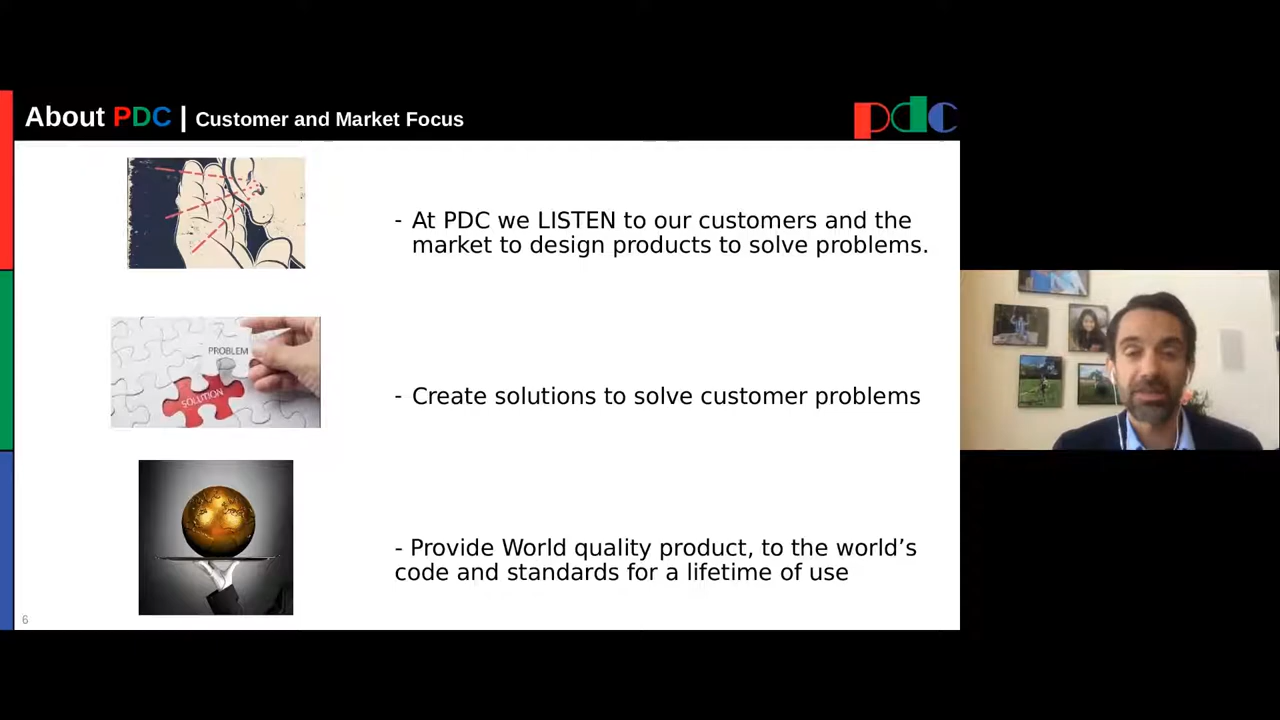 About PDC | Customer and Market Focus
pdc
- At PDC we LISTEN to our customers and the
market to design products to solve problems.
PROBLEM
SOLUTION
- Create solutions to solve customer problems
- Provide World quality product, to the world’s
code and standards for a lifetime of use
6